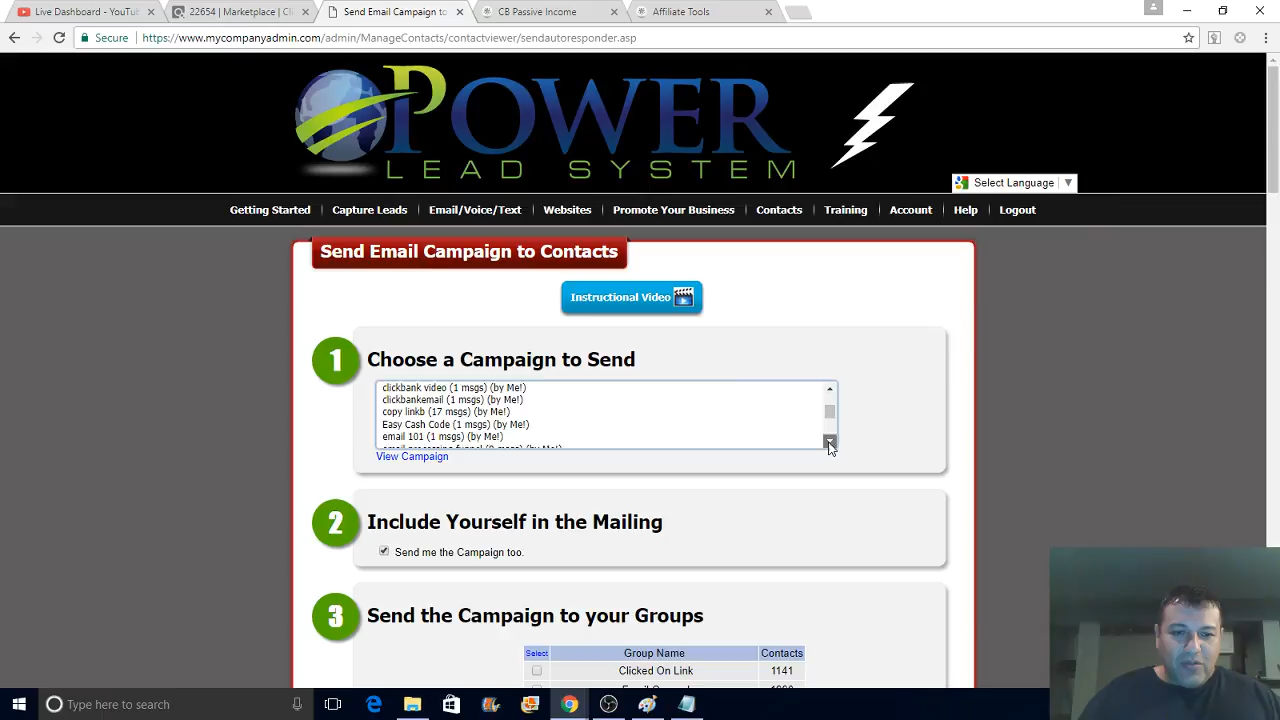 Live Dashboard - YouTu
22654 | Marketplace | Cli
Send Email Campaign to
CB Passive Income
Affiliate Tools
Secure
https://www.mycompanyadmin.com/admin/ManageContacts/contactviewer/sendautoresponder.asp
POWER
LEAD SYSTEM
Select Language
Getting Started
Capture Leads
Email/Voice/Text
Websites
Promote Your Business
Contacts
Training
Account
Help
Logout
Send Email Campaign to Contacts
Instructional Video
1
Choose a Campaign to Send
clickbank video (1 msgs) (by Me!)
clickbankemail (1 msgs) (by Me!)
copy linkb (17 msgs) (by Me!)
Easy Cash Code (1 msgs) (by Me!)
email 101 (1 msgs) (by Me!)
View Campaign
2
Include Yourself in the Mailing
Send me the Campaign too.
3
Send the Campaign to your Groups
Select
Group Name
Contacts
Clicked On Link
1141
Type here to search